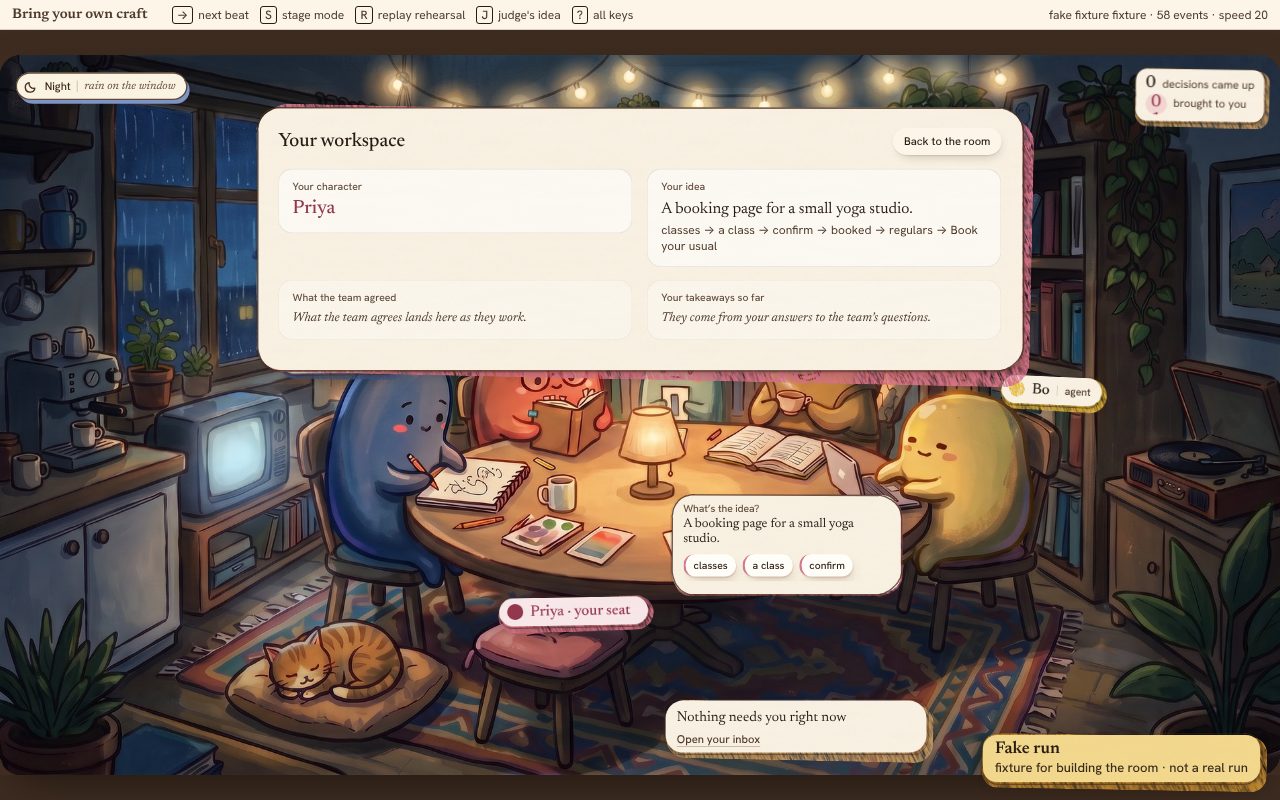 Bring your own craft
→ next beat
S stage mode
R replay rehearsal
J judge's idea
? all keys
fake fixture fixture · 58 events · speed 20
Night
rain on the window
0 decisions came up
0 brought to you
Your workspace
Back to the room
Your character
Priya
Your idea
A booking page for a small yoga studio.
classes → a class → confirm → booked → regulars → Book
your usual
What the team agreed
What the team agrees lands here as they work.
Your takeaways so far
They come from your answers to the team's questions.
Bo
agent
What's the idea?
A booking page for a small yoga
studio.
classes
a class
confirm
Priya · your seat
Nothing needs you right now
Open your inbox
Fake run
fixture for building the room · not a real run